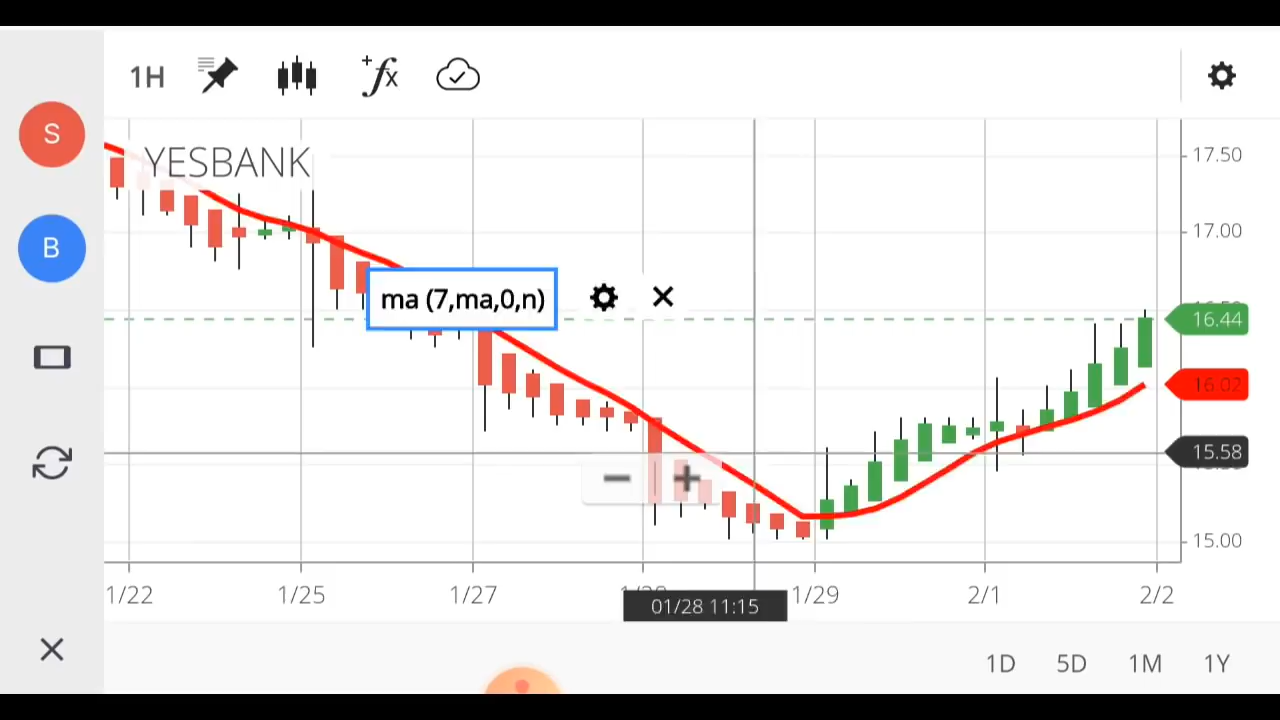 1H
S
YESBANK
17.50
B
17.00
ma (7,ma,0,n)
16.44
16.02
15.58
15.00
1/22
1/25
1/27
1/29
2/1
2/2
01/28 11:15
1D
5D
1M
1Y